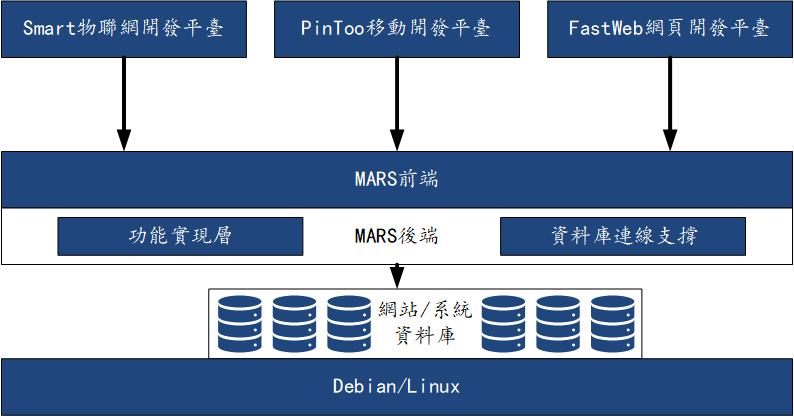 Smart物聯網開發平臺
PinToo移動開發平臺
FastWeb網頁開發平臺
MARS前端
功能實現層
MARS後端
資料庫連線支撐
網站/系統
資料庫
Debian/Linux